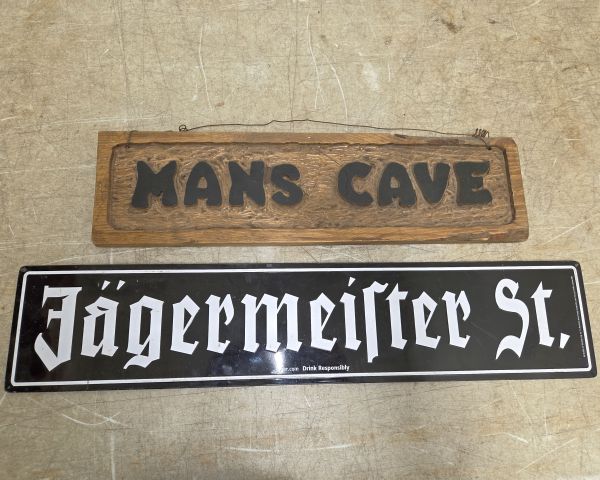 MANS CAVE
Jägermeiſter St.
Drink Responsibly